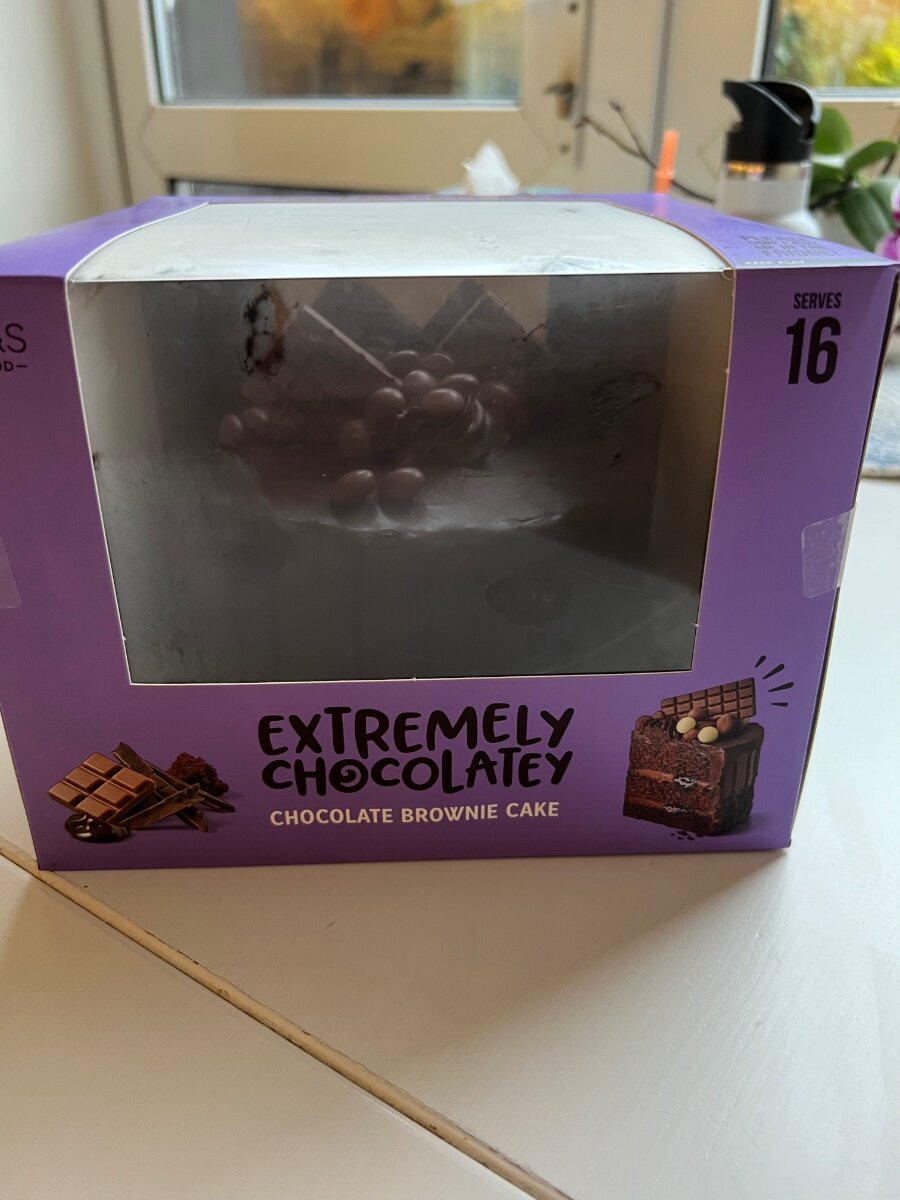 SERVES
16
EXTREMELY
CHOCOLATEY
CHOCOLATE BROWNIE CAKE